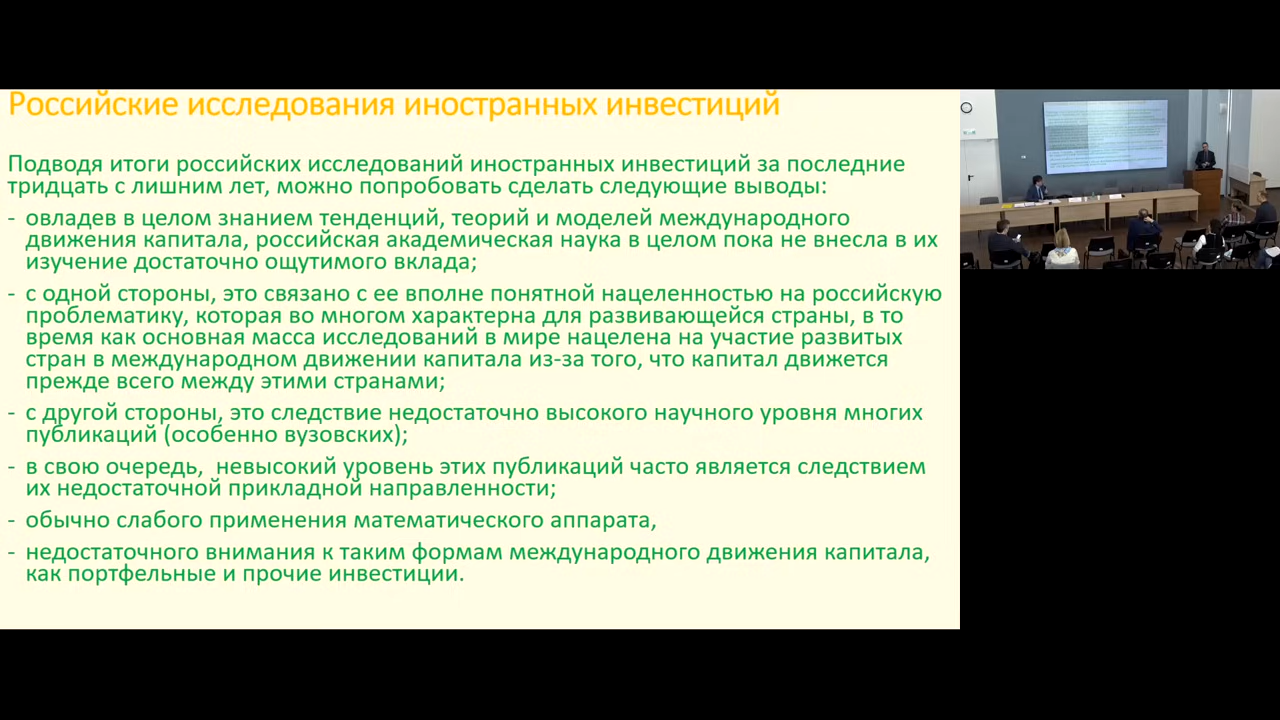 Российские исследования иностранных инвестиций
Подводя итоги российских исследований иностранных инвестиций за последние
тридцать с лишним лет, можно попробовать сделать следующие выводы:
- овладев в целом знанием тенденций, теорий и моделей международного
движения капитала, российская академическая наука в целом пока не внесла в их
изучение достаточно ощутимого вклада;
- с одной стороны, это связано с ее вполне понятной нацеленностью на российскую
проблематику, которая во многом характерна для развивающейся страны, в то
время как основная масса исследований в мире нацелена на участие развитых
стран в международном движении капитала из-за того, что капитал движется
прежде всего между этими странами;
- с другой стороны, это следствие недостаточно высокого научного уровня многих
публикаций (особенно вузовских);
- в свою очередь,  невысокий уровень этих публикаций часто является следствием
их недостаточной прикладной направленности;
- обычно слабого применения математического аппарата,
- недостаточного внимания к таким формам международного движения капитала,
как портфельные и прочие инвестиции.